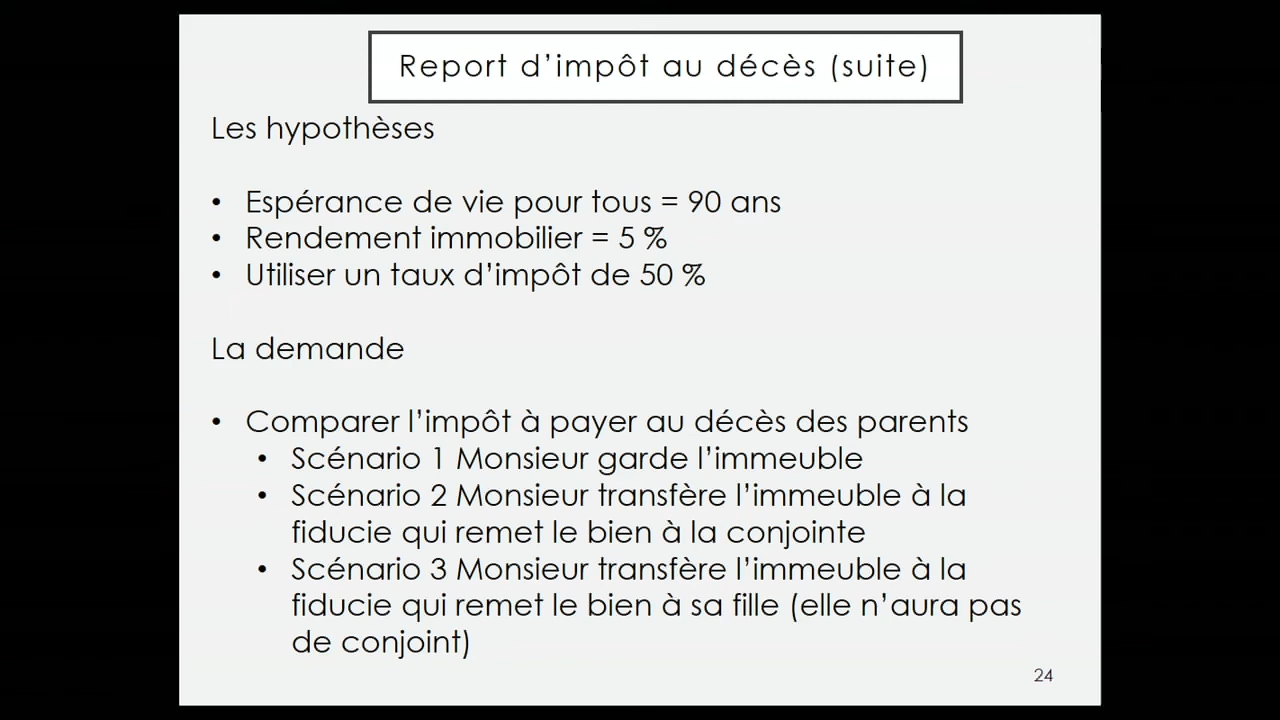 Report d’impôt au décès (suite)
Les hypothèses
• Espérance de vie pour tous = 90 ans
• Rendement immobilier = 5 %
• Utiliser un taux d’impôt de 50 %
La demande
• Comparer l’impôt à payer au décès des parents
• Scénario 1 Monsieur garde l’immeuble
• Scénario 2 Monsieur transfère l’immeuble à la
fiducie qui remet le bien à la conjointe
• Scénario 3 Monsieur transfère l’immeuble à la
fiducie qui remet le bien à sa fille (elle n’aura pas
de conjoint)
24